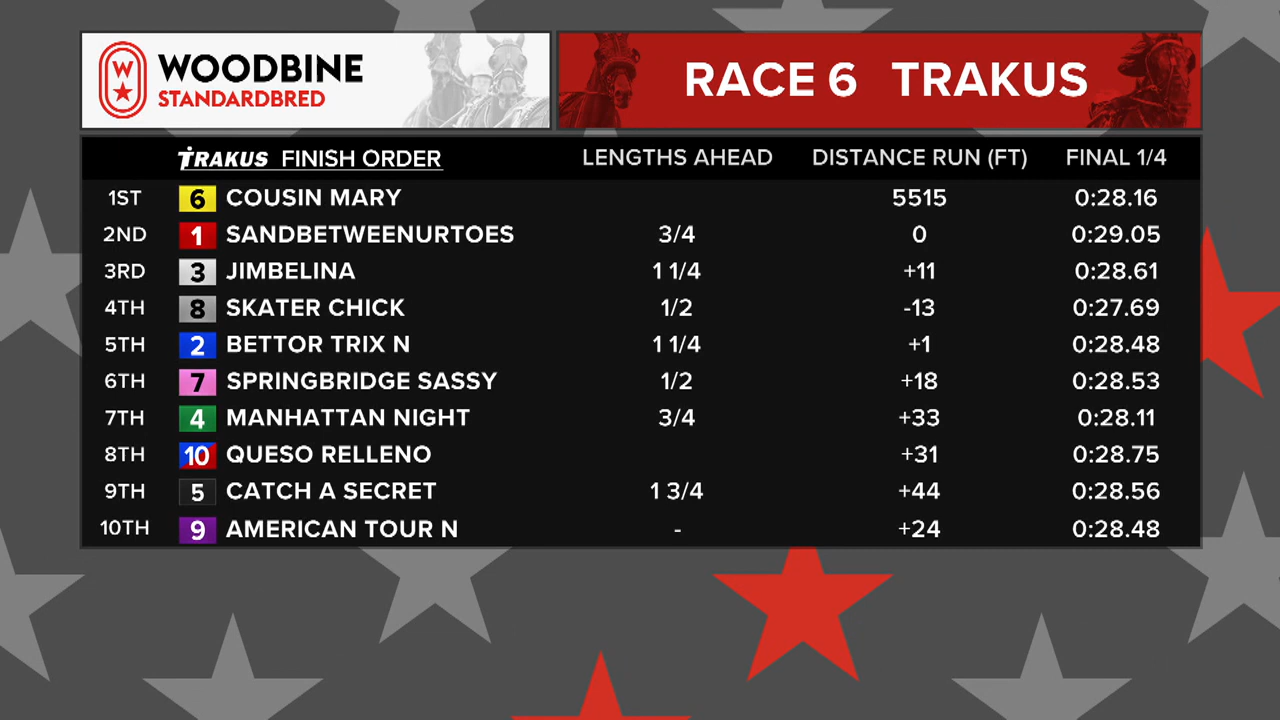 W
WOODBINE
STANDARDBRED
RACE 6 TRAKUS
TRAKUS FINISH ORDER LENGTHS AHEAD DISTANCE RUN (FT) FINAL 1/4
1ST 6 COUSIN MARY 5515 0:28.16
2ND 1 SANDBETWEENURTOES 3/4 0 0:29.05
3RD 3 JIMBELINA 1 1/4 +11 0:28.61
4TH 8 SKATER CHICK 1/2 -13 0:27.69
5TH 2 BETTOR TRIX N 1 1/4 +1 0:28.48
6TH 7 SPRINGBRIDGE SASSY 1/2 +18 0:28.53
7TH 4 MANHATTAN NIGHT 3/4 +33 0:28.11
8TH 10 QUESO RELLENO +31 0:28.75
9TH 5 CATCH A SECRET 1 3/4 +44 0:28.56
10TH 9 AMERICAN TOUR N - +24 0:28.48